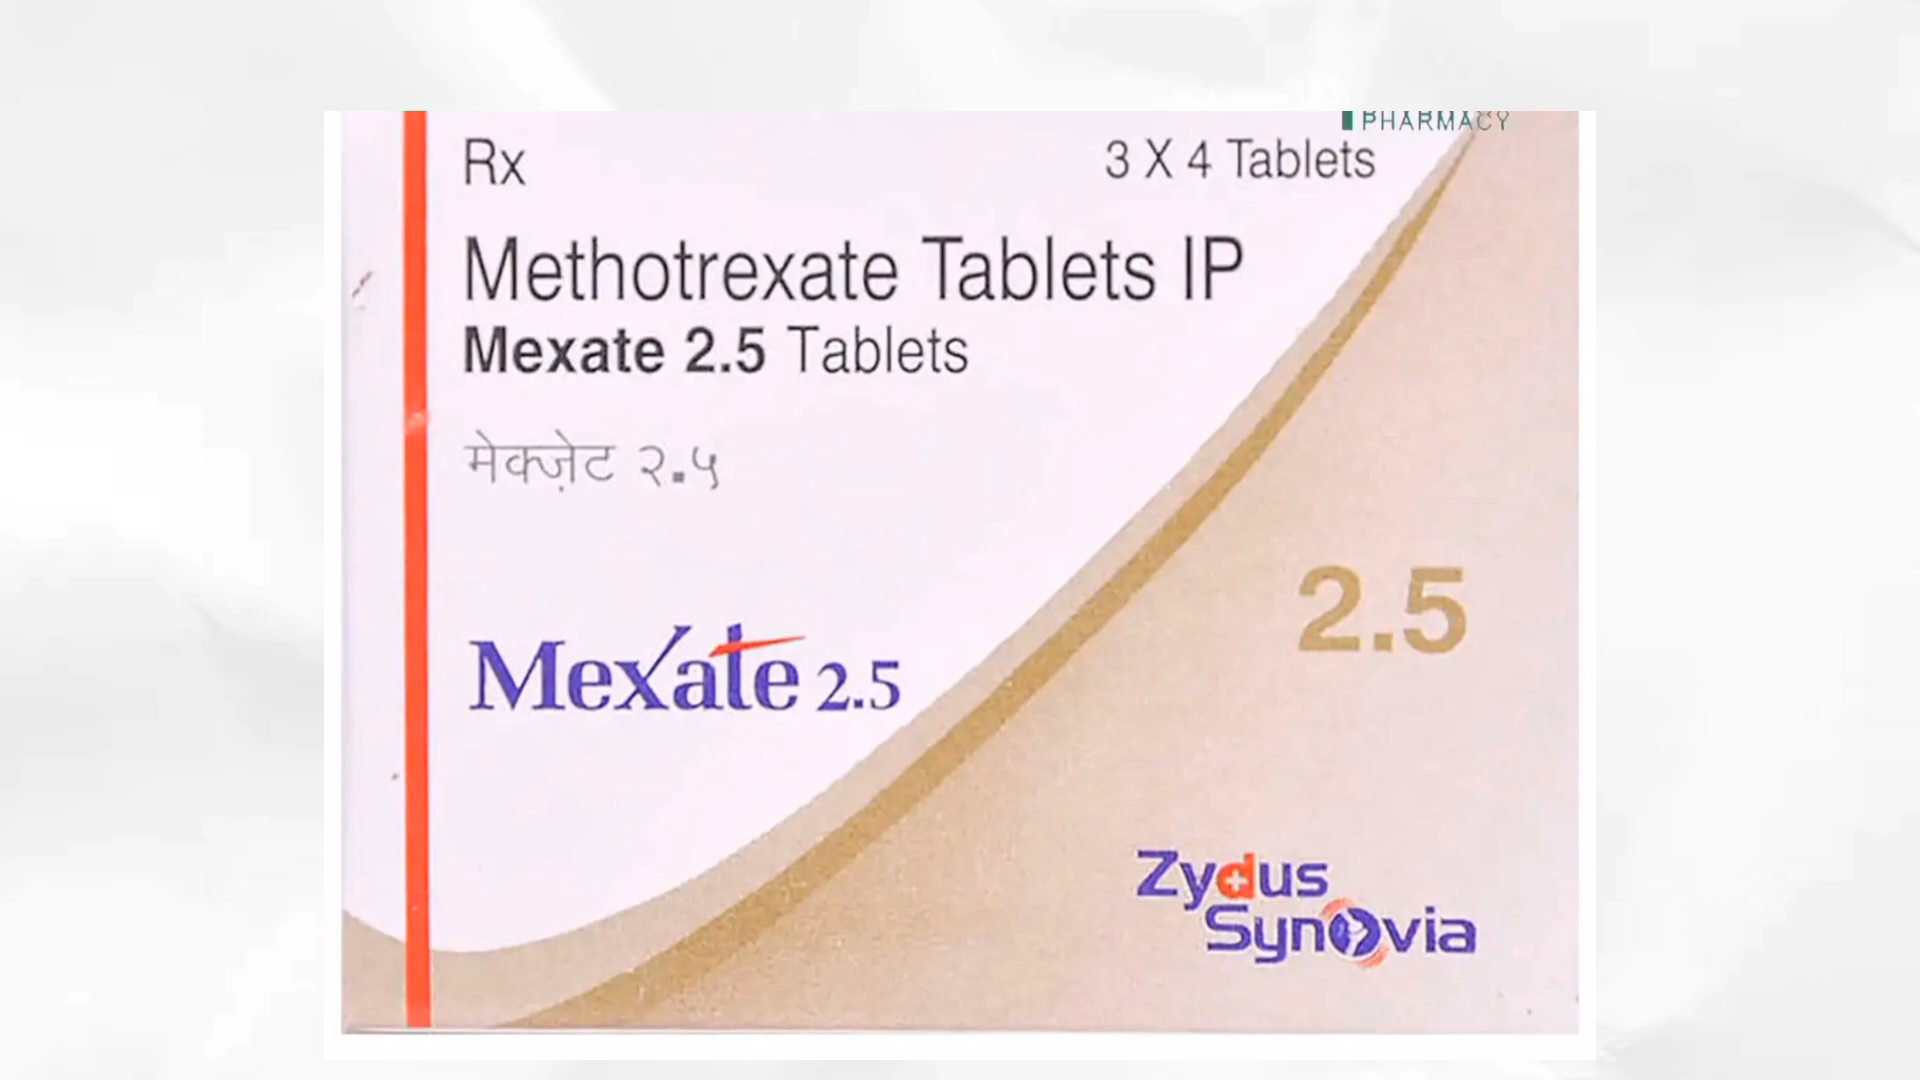 PHARMACY
Rx
3 X 4 Tablets
Methotrexate Tablets IP
Mexate 2.5 Tablets
मेक्ज़ेट २.५
2.5
Mexate 2.5
Zydus
Synovia